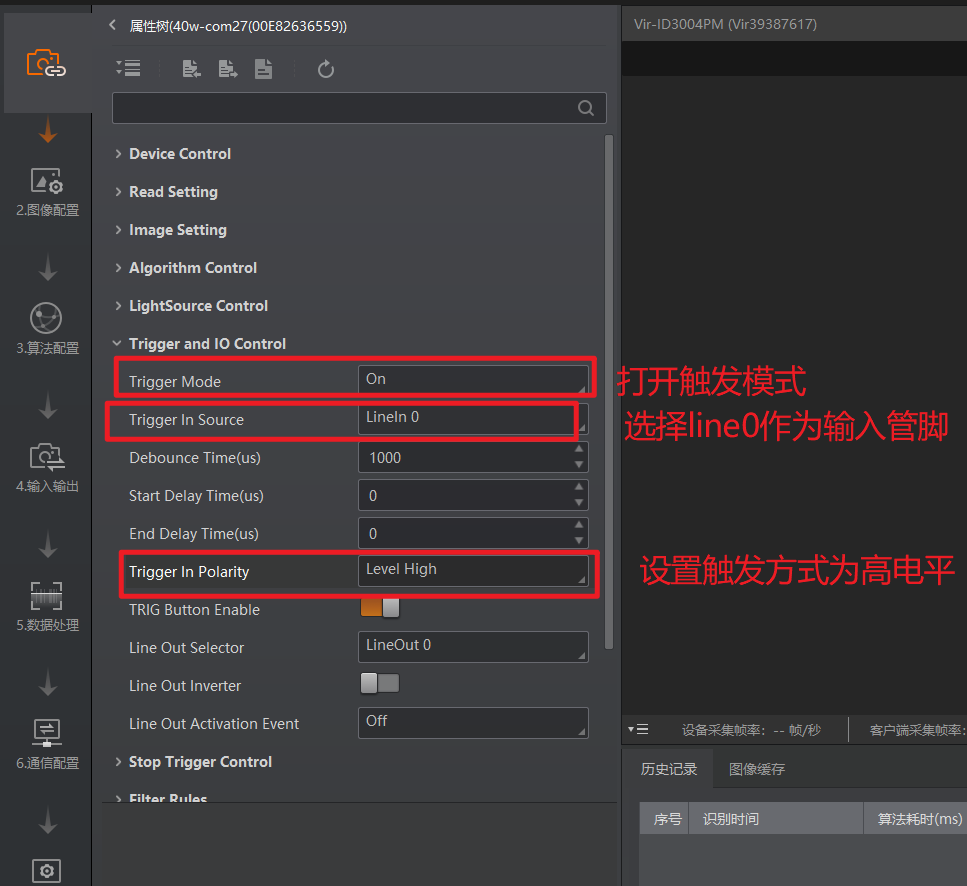 属性树(40w-com27(00E82636559))
Vir-ID3004PM (Vir39387617)
Device Control
Read Setting
Image Setting
Algorithm Control
LightSource Control
Trigger and IO Control
Trigger Mode
On
打开触发模式
Trigger In Source
LineIn 0
选择line0作为输入管脚
Debounce Time(us)
1000
Start Delay Time(us)
0
End Delay Time(us)
0
Trigger In Polarity
Level High
设置触发方式为高电平
TRIG Button Enable
Line Out Selector
LineOut 0
Line Out Inverter
Line Out Activation Event
Off
Stop Trigger Control
Filter Rules
2.图像配置
3.算法配置
4.输入输出
5.数据处理
6.通信配置
设备采集帧率: -- 帧/秒
客户端采集帧率:
历史记录
图像缓存
序号
识别时间
算法耗时(ms)